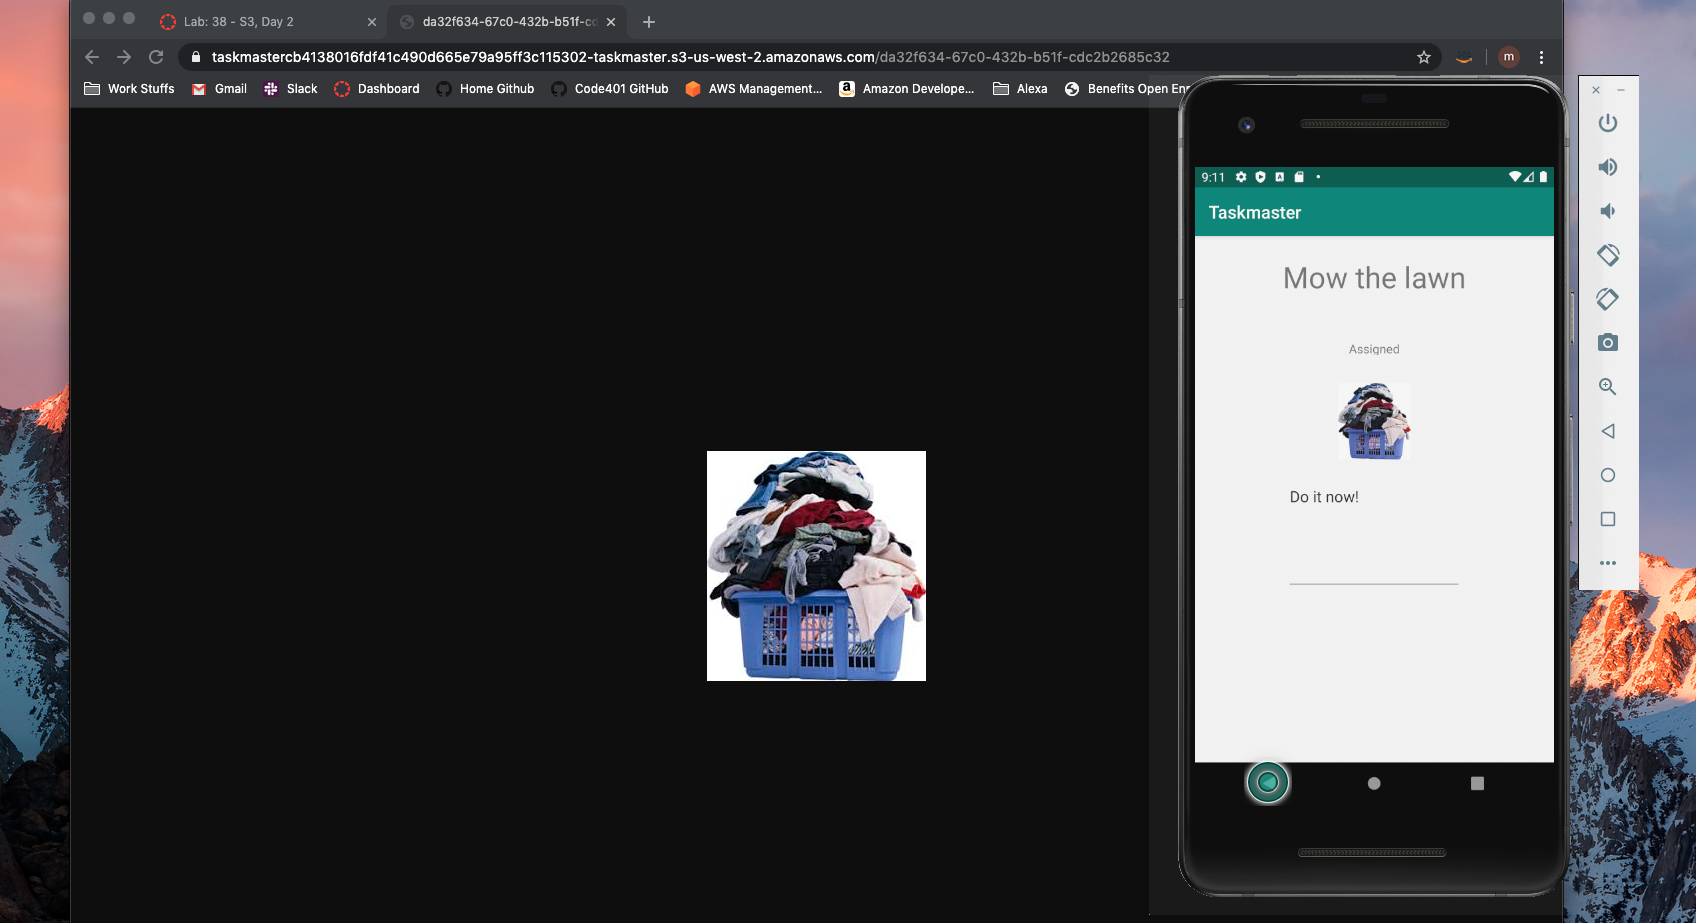 Lab: 38 - S3, Day 2
da32f634-67c0-432b-b51f-cd
taskmastercb4138016fdf41c490d665e79a95ff3c115302-taskmaster.s3-us-west-2.amazonaws.com/da32f634-67c0-432b-b51f-cdc2b2685c32
m
Work Stuffs Gmail Slack Dashboard Home Github Code401 GitHub AWS Management... Amazon Develope... Alexa Benefits Open Enr
9:11
Taskmaster
Mow the lawn
Assigned
Do it now!